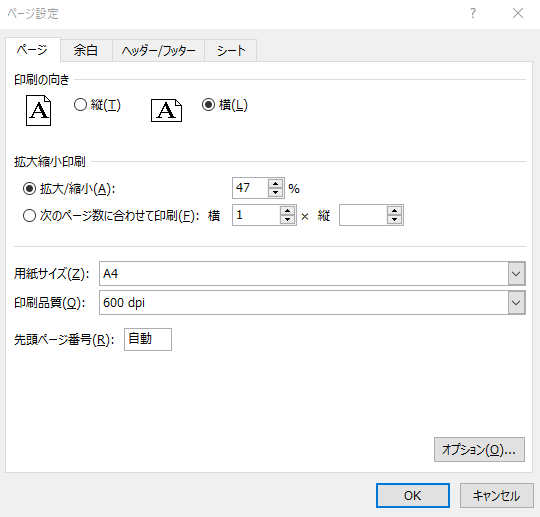 ページ設定 ?
ページ 余白 ヘッダー/フッター シート
印刷の向き
A 縦(T) A 横(L)
拡大縮小印刷
拡大/縮小(A): 47 %
次のページ数に合わせて印刷(F): 横 1 × 縦
用紙サイズ(Z): A4
印刷品質(Q): 600 dpi
先頭ページ番号(R): 自動
オプション(O)...
OK キャンセル